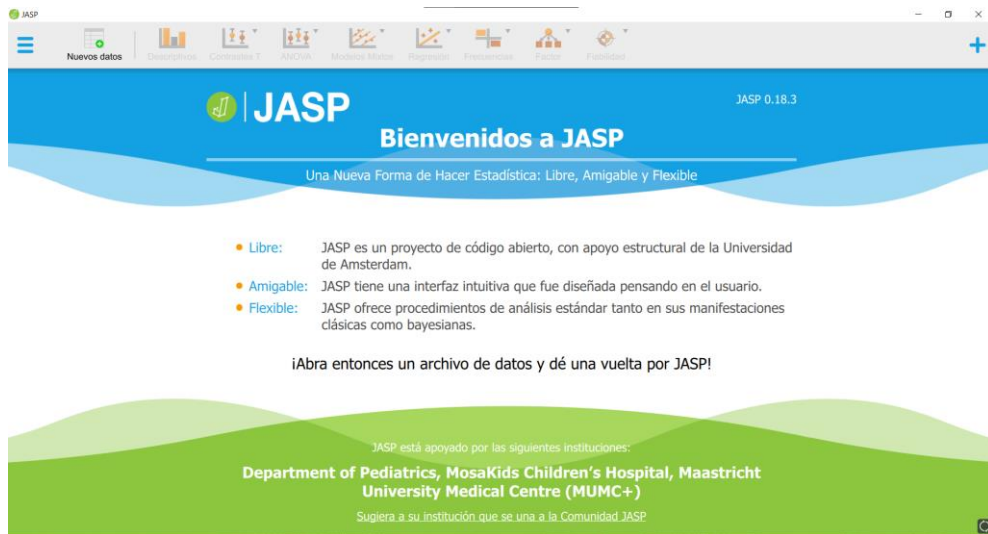 JASP
Nuevos datos
Descriptivos
Contrastes T
ANOVA
Modelos Mixtos
Regresión
Frecuencias
Factor
Fiabilidad
JASP
JASP 0.18.3
Bienvenidos a JASP
Una Nueva Forma de Hacer Estadística: Libre, Amigable y Flexible
Libre: JASP es un proyecto de código abierto, con apoyo estructural de la Universidad
de Amsterdam.
Amigable: JASP tiene una interfaz intuitiva que fue diseñada pensando en el usuario.
Flexible: JASP ofrece procedimientos de análisis estándar tanto en sus manifestaciones
clásicas como bayesianas.
¡Abra entonces un archivo de datos y dé una vuelta por JASP!
JASP está apoyado por las siguientes instituciones:
Department of Pediatrics, MosaKids Children's Hospital, Maastricht
University Medical Centre (MUMC+)
Sugiera a su institución que se una a la Comunidad JASP